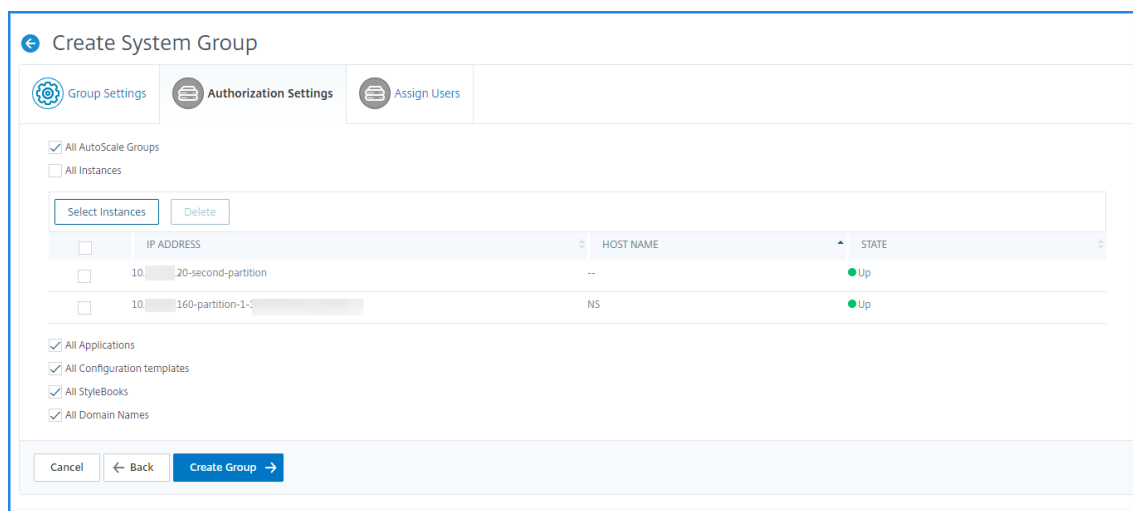 Create System Group
Group Settings Authorization Settings Assign Users
All AutoScale Groups
All Instances
Select Instances Delete
IP ADDRESS HOST NAME STATE
10. .20-second-partition -- Up
10. 160-partition-1- NS Up
All Applications
All Configuration templates
All StyleBooks
All Domain Names
Cancel Back Create Group